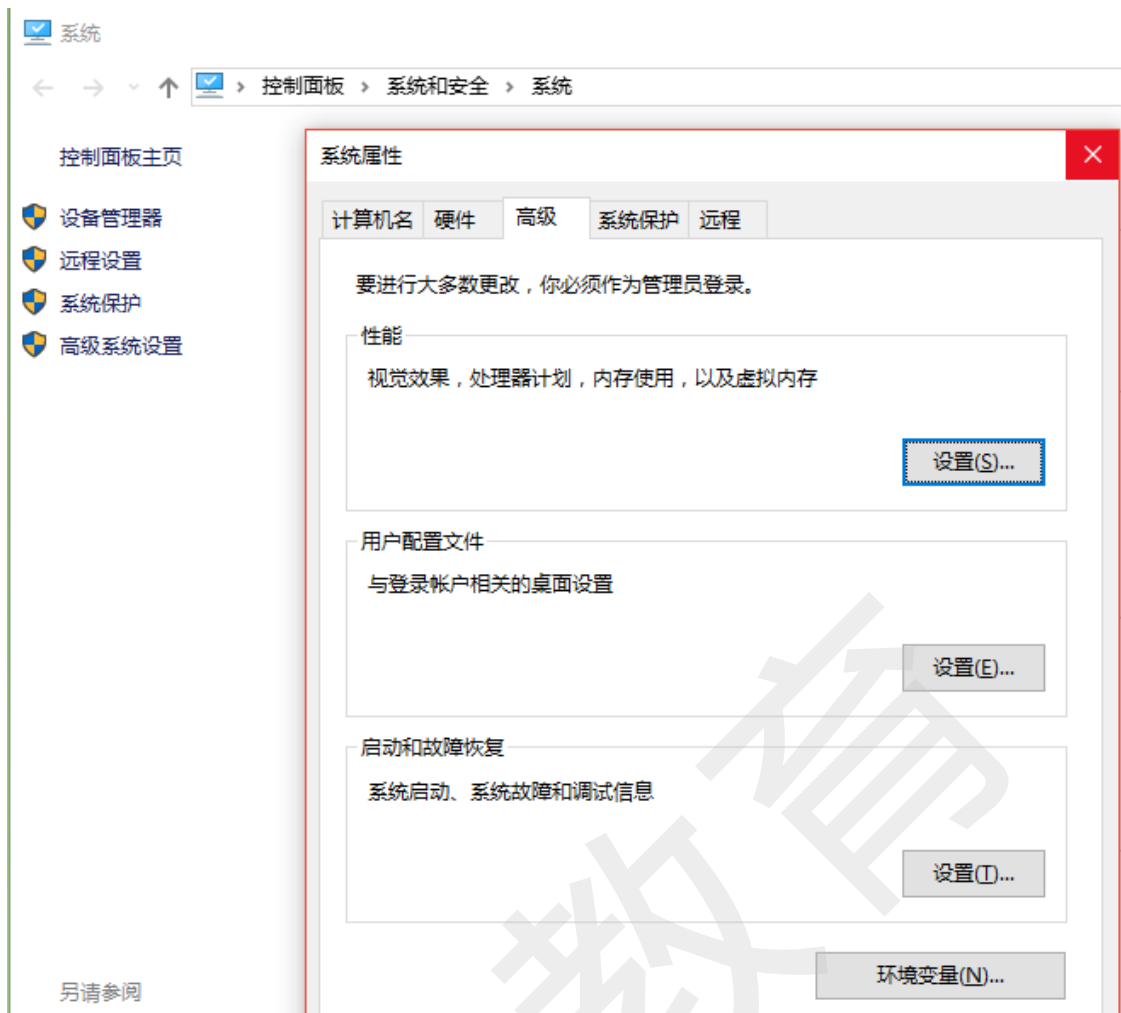 系统
控制面板 › 系统和安全 › 系统
控制面板主页
设备管理器
远程设置
系统保护
高级系统设置
另请参阅
系统属性
计算机名 硬件 高级 系统保护 远程
要进行大多数更改，你必须作为管理员登录。
性能
视觉效果，处理器计划，内存使用，以及虚拟内存
设置(S)...
用户配置文件
与登录帐户相关的桌面设置
设置(E)...
启动和故障恢复
系统启动、系统故障和调试信息
设置(T)...
环境变量(N)...
教育